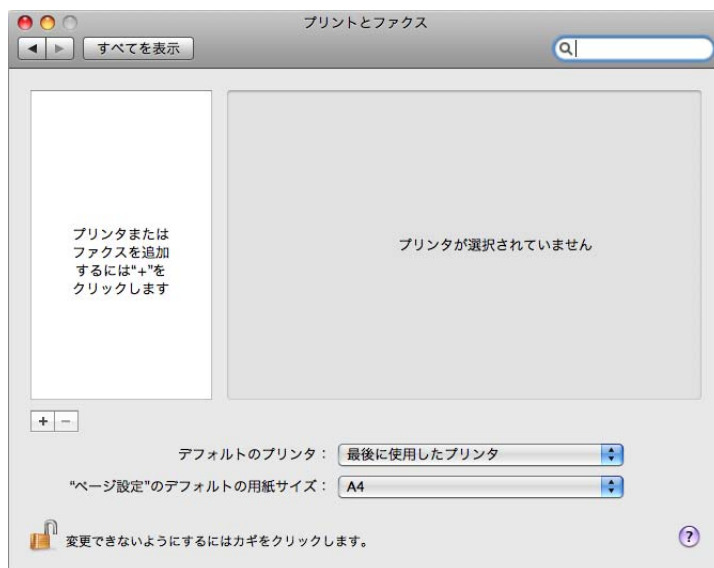 プリントとファクス
すべてを表示
プリンタまたは
ファクスを追加
するには“+”を
クリックします
プリンタが選択されていません
デフォルトのプリンタ：
最後に使用したプリンタ
“ページ設定”のデフォルトの用紙サイズ：
A4
変更できないようにするにはカギをクリックします。
?